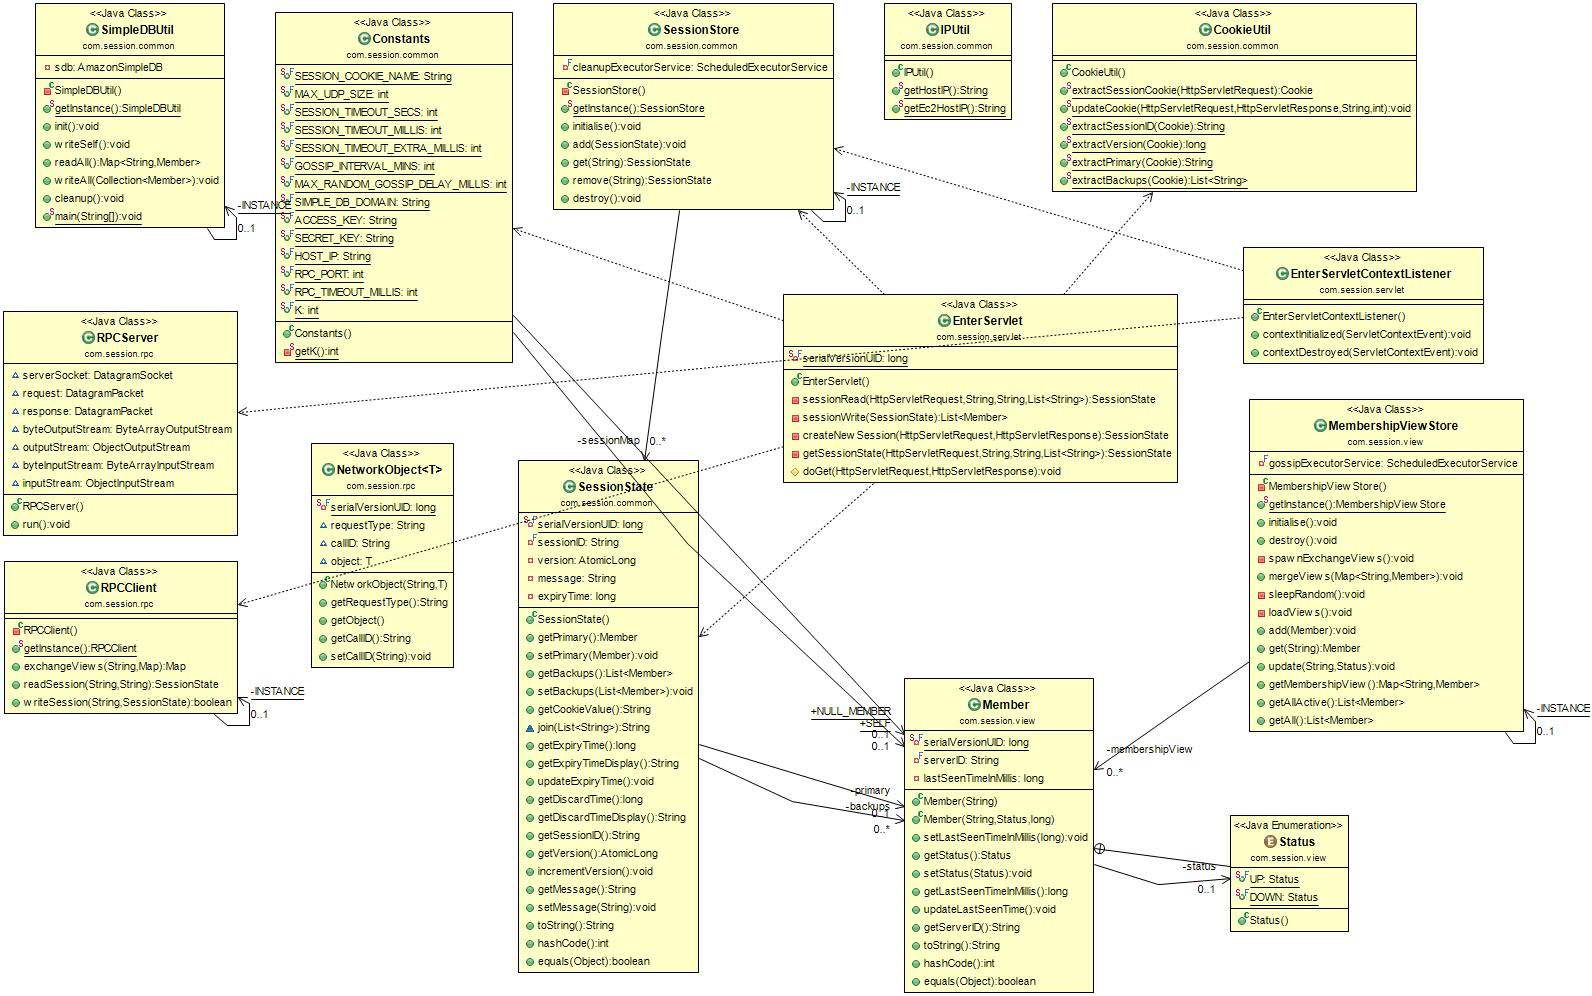 <<Java Class>>
SimpleDBUtil
com.session.common
sdb: AmazonSimpleDB
SimpleDBUtil()
getInstance():SimpleDBUtil
init():void
writeSelf():void
readAll():Map<String,Member>
writeAll(Collection<Member>):void
cleanup():void
main(String[]):void
-INSTANCE
0..1
<<Java Class>>
Constants
com.session.common
SESSION_COOKIE_NAME: String
MAX_UDP_SIZE: int
SESSION_TIMEOUT_SECS: int
SESSION_TIMEOUT_MILLIS: int
SESSION_TIMEOUT_EXTRA_MILLIS: int
GOSSIP_INTERVAL_MINS: int
MAX_RANDOM_GOSSIP_DELAY_MILLIS: int
SIMPLE_DB_DOMAIN: String
ACCESS_KEY: String
SECRET_KEY: String
HOST_IP: String
RPC_PORT: int
RPC_TIMEOUT_MILLIS: int
K: int
Constants()
getK():int
<<Java Class>>
SessionStore
com.session.common
cleanupExecutorService: ScheduledExecutorService
SessionStore()
getInstance():SessionStore
initialise():void
add(SessionState):void
get(String):SessionState
remove(String):SessionState
destroy():void
-INSTANCE
0..1
<<Java Class>>
IPUtil
com.session.common
IPUtil()
getHostIP():String
getEc2HostIP():String
<<Java Class>>
CookieUtil
com.session.common
CookieUtil()
extractSessionCookie(HttpServletRequest):Cookie
updateCookie(HttpServletRequest,HttpServletResponse,String,int):void
extractSessionID(Cookie):String
extractVersion(Cookie):long
extractPrimary(Cookie):String
extractBackups(Cookie):List<String>
<<Java Class>>
EnterServletContextListener
com.session.servlet
EnterServletContextListener()
contextInitialized(ServletContextEvent):void
contextDestroyed(ServletContextEvent):void
<<Java Class>>
EnterServlet
com.session.servlet
serialVersionUID: long
EnterServlet()
sessionRead(HttpServletRequest,String,String,List<String>):SessionState
sessionWrite(SessionState):List<Member>
createNewSession(HttpServletRequest,HttpServletResponse):SessionState
getSessionState(HttpServletRequest,String,String,List<String>):SessionState
doGet(HttpServletRequest,HttpServletResponse):void
<<Java Class>>
RPCServer
com.session.rpc
serverSocket: DatagramSocket
request: DatagramPacket
response: DatagramPacket
byteOutputStream: ByteArrayOutputStream
outputStream: ObjectOutputStream
byteInputStream: ByteArrayInputStream
inputStream: ObjectInputStream
RPCServer()
run():void
<<Java Class>>
NetworkObject<T>
com.session.rpc
serialVersionUID: long
requestType: String
callID: String
object: T
NetworkObject(String,T)
getRequestType():String
getObject()
getCallID():String
setCallID(String):void
<<Java Class>>
RPCClient
com.session.rpc
RPCClient()
getInstance():RPCClient
exchangeViews(String,Map):Map
readSession(String,String):SessionState
writeSession(String,SessionState):boolean
-INSTANCE
0..1
-sessionMap
0..*
<<Java Class>>
SessionState
com.session.common
serialVersionUID: long
sessionID: String
version: AtomicLong
message: String
expiryTime: long
SessionState()
getPrimary():Member
setPrimary(Member):void
getBackups():List<Member>
setBackups(List<Member>):void
getCookieValue():String
join(List<String>):String
getExpiryTime():long
getExpiryTimeDisplay():String
updateExpiryTime():void
getDiscardTime():long
getDiscardTimeDisplay():String
getSessionID():String
getVersion():AtomicLong
incrementVersion():void
getMessage():String
setMessage(String):void
toString():String
hashCode():int
equals(Object):boolean
<<Java Class>>
MembershipViewStore
com.session.view
gossipExecutorService: ScheduledExecutorService
MembershipViewStore()
getInstance():MembershipViewStore
initialise():void
destroy():void
spawnExchangeViews():void
mergeViews(Map<String,Member>):void
sleepRandom():void
loadViews():void
add(Member):void
get(String):Member
update(String,Status):void
getMembershipView():Map<String,Member>
getAllActive():List<Member>
getAll():List<Member>
-INSTANCE
0..1
+NULL_MEMBER
+SELF
0..1
0..1
-primary
-backups
0..1
0..*
-membershipView
0..*
<<Java Class>>
Member
com.session.view
serialVersionUID: long
serverID: String
lastSeenTimeInMillis: long
Member(String)
Member(String,Status,long)
setLastSeenTimeInMillis(long):void
getStatus():Status
setStatus(Status):void
getLastSeenTimeInMillis():long
updateLastSeenTime():void
getServerID():String
toString():String
hashCode():int
equals(Object):boolean
-status
0..1
<<Java Enumeration>>
Status
com.session.view
UP: Status
DOWN: Status
Status()